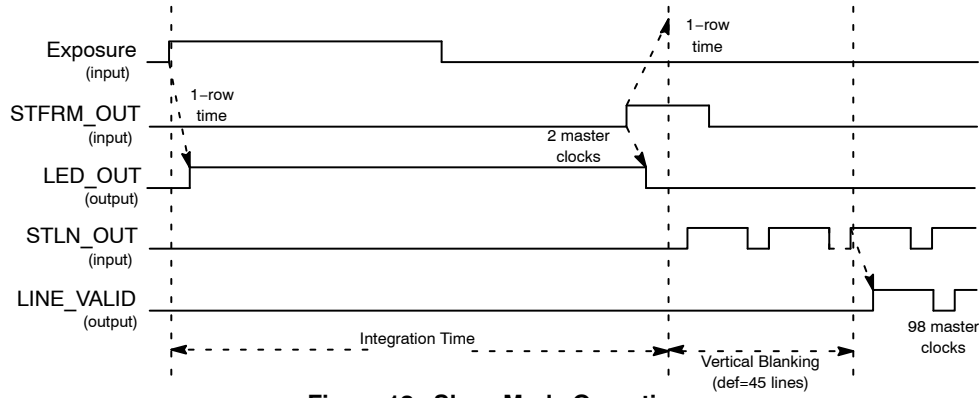 1−row
time
Exposure
(input)
1−row
time
STFRM_OUT
(input)
2 master
clocks
LED_OUT
(output)
STLN_OUT
(input)
LINE_VALID
(output)
98 master
clocks
Integration Time
Vertical Blanking
(def=45 lines)